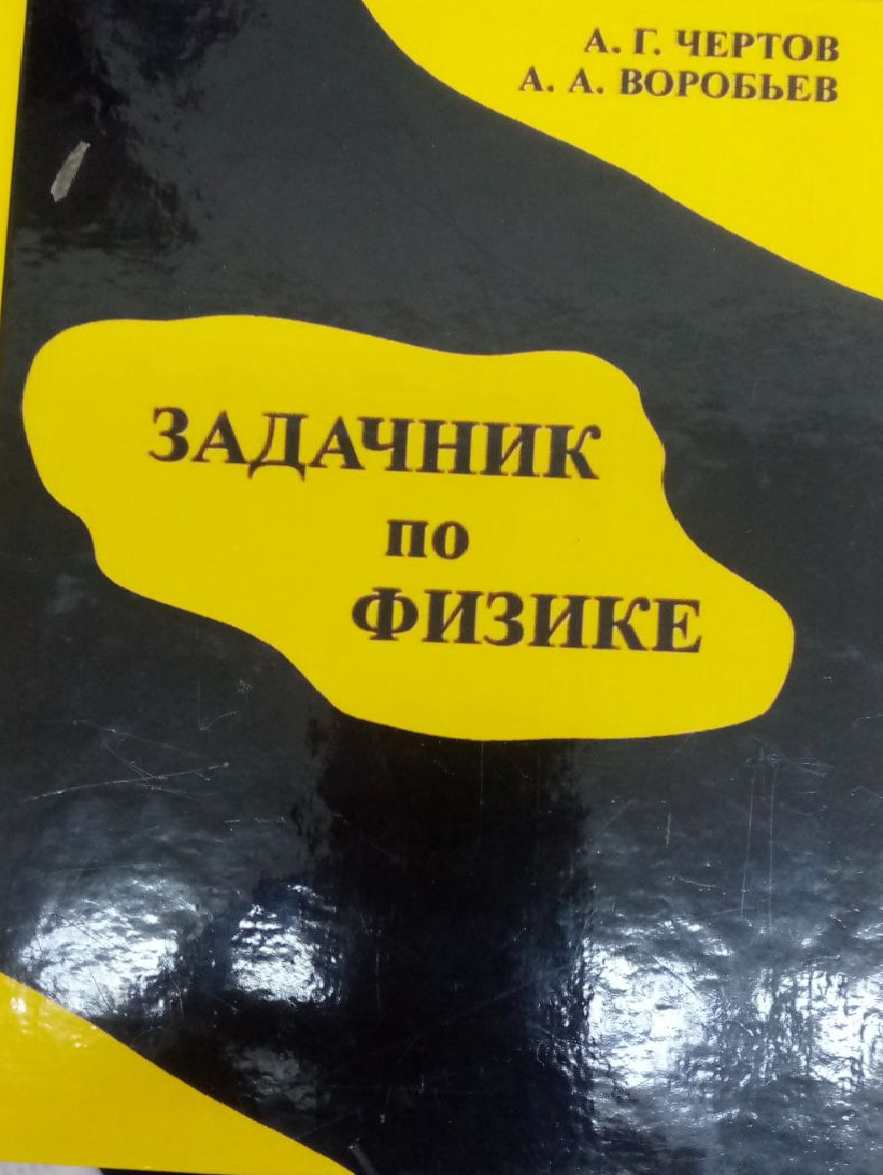 А. Г. ЧЕРТОВ
А. А. ВОРОБЬЕВ
ЗАДАЧНИК
по
ФИЗИКЕ